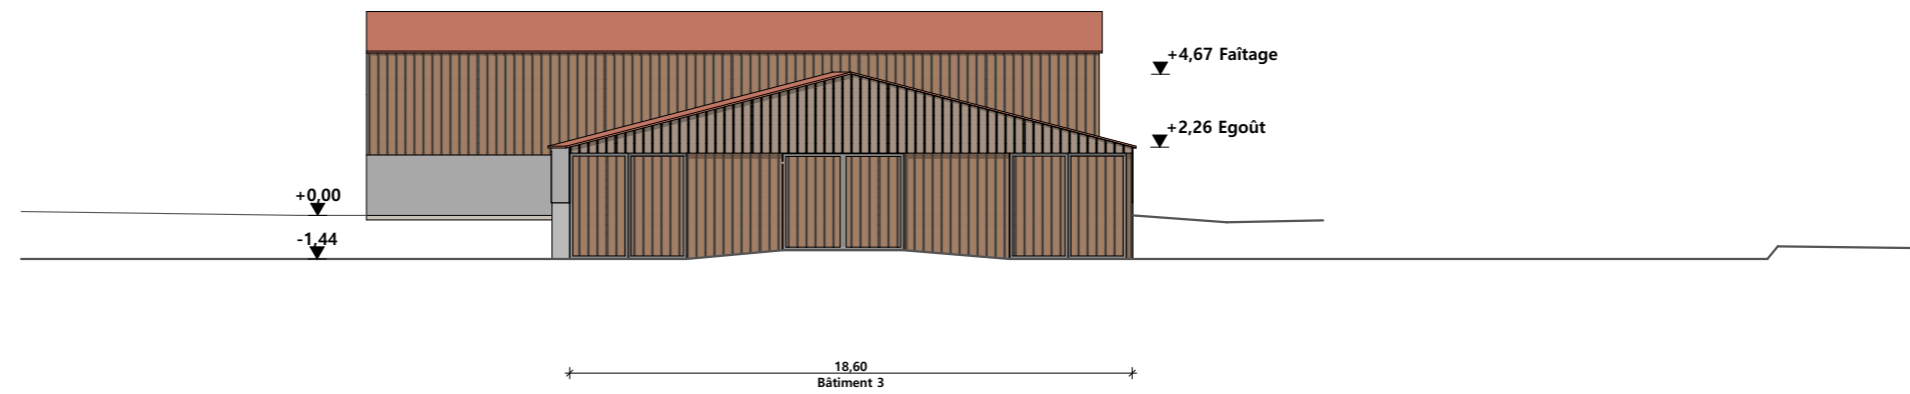 +4,67 Faîtage
+2,26 Egoût
+0,00
-1,44
18,60
Bâtiment 3